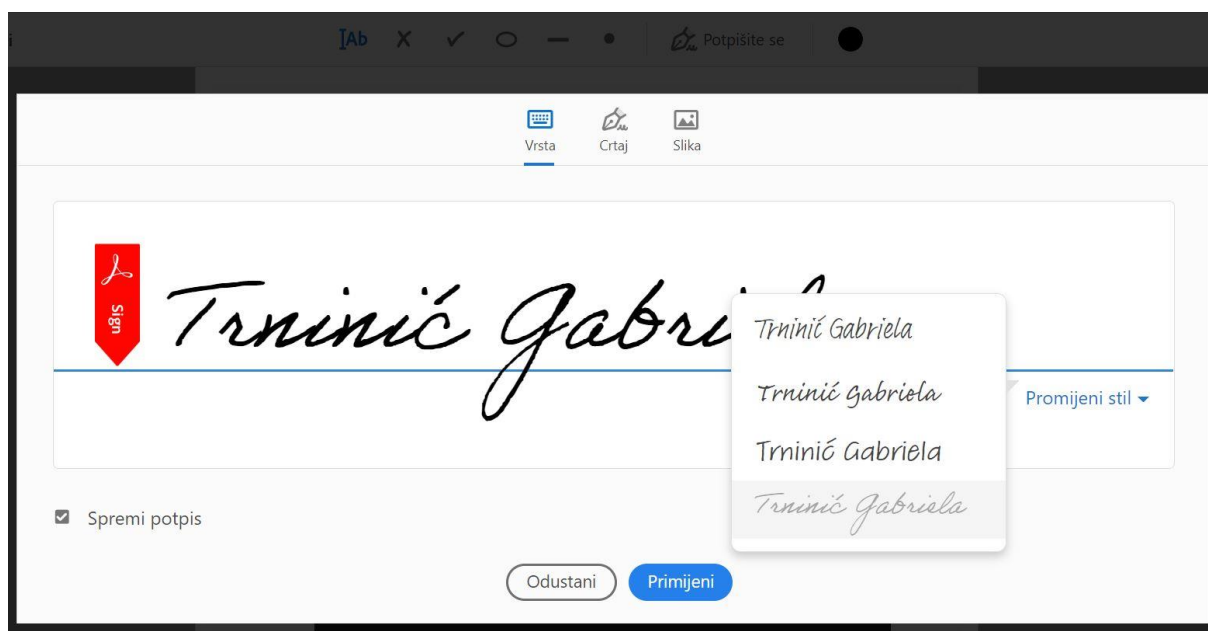 i
IAb Potpišite se
Vrsta Crtaj Slika
Sign
Trninić Gabriela
Trninić Gabriela
Trninić Gabriela
Trninić Gabriela
Trninić Gabriela
Promijeni stil
Spremi potpis
Odustani Primijeni